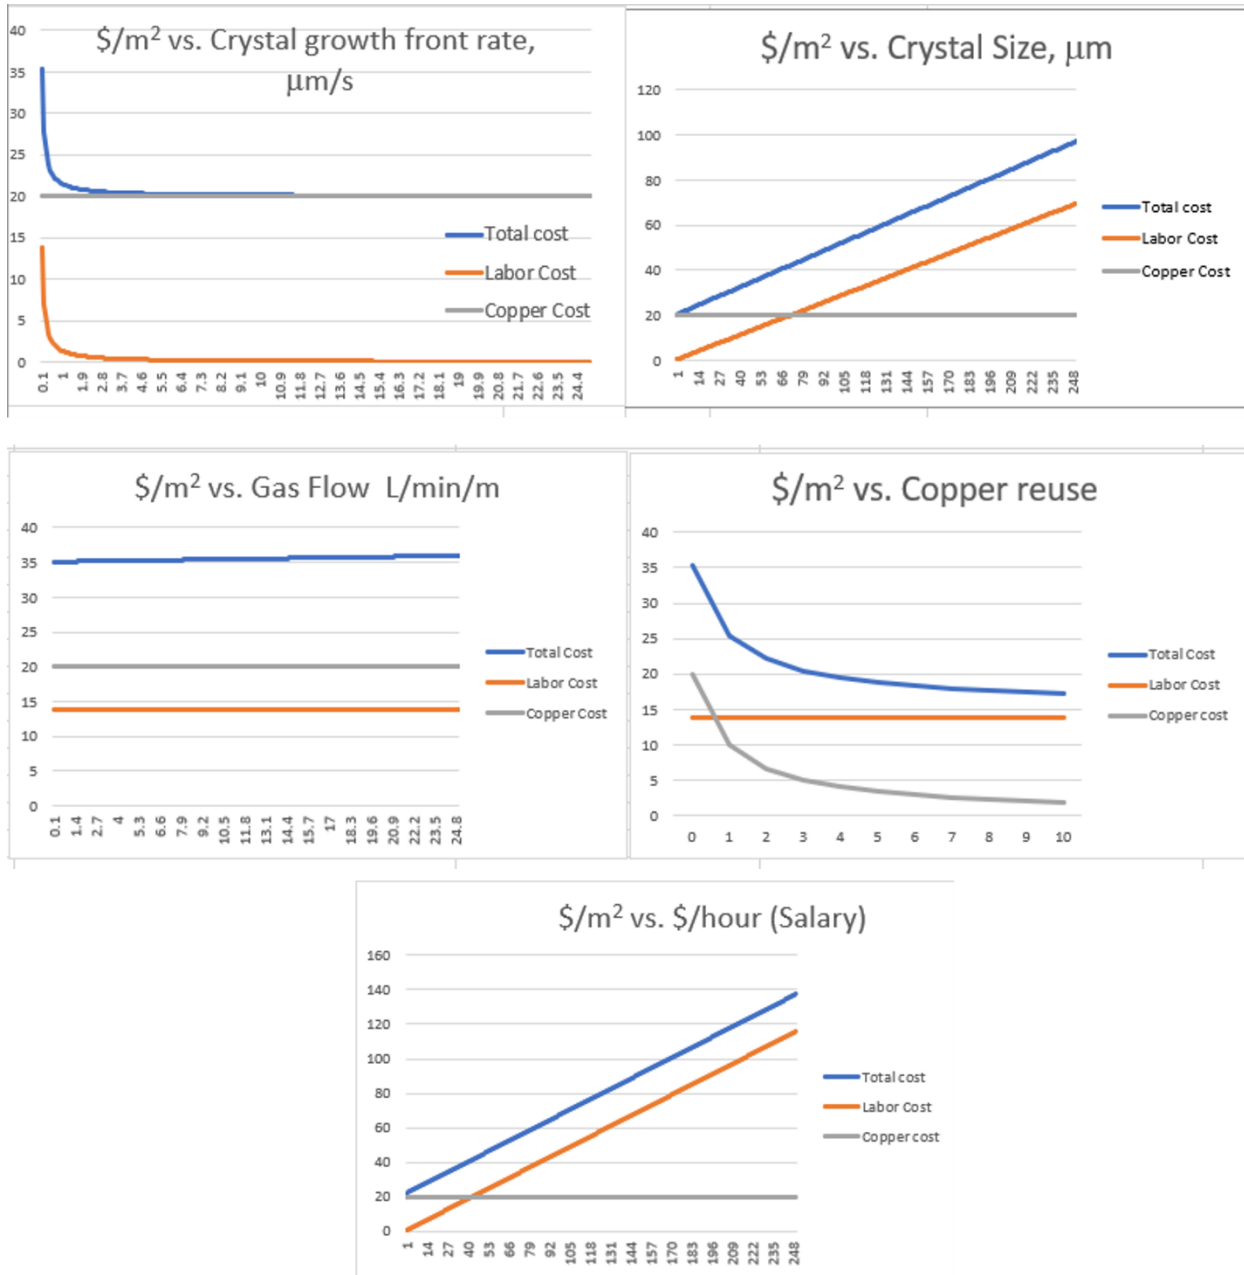 $/m² vs. Crystal growth front rate,
μm/s
40
35
30
25
20
15
10
5
0
0.1 1 1.9 2.8 3.7 4.6 5.5 6.4 7.3 8.2 9.1 10 10.9 11.8 12.7 13.6 14.5 15.4 16.3 17.2 18.1 19 19.9 20.8 21.7 22.6 23.5 24.4
Total cost
Labor Cost
Copper Cost
$/m² vs. Crystal Size, μm
120
100
80
60
40
20
0
1 14 27 40 53 66 79 92 105 118 131 144 157 170 183 196 209 222 235 248
Total cost
Labor Cost
Copper Cost
$/m² vs. Gas Flow L/min/m
40
35
30
25
20
15
10
5
0
0.1 1.4 2.7 4 5.3 6.6 7.9 9.2 10.5 11.8 13.1 14.4 15.7 17 18.3 19.6 20.9 22.2 23.5 24.8
Total Cost
Labor Cost
Copper Cost
$/m² vs. Copper reuse
40
35
30
25
20
15
10
5
0
0 1 2 3 4 5 6 7 8 9 10
Total Cost
Labor Cost
Copper cost
$/m² vs. $/hour (Salary)
160
140
120
100
80
60
40
20
0
1 14 27 40 53 66 79 92 105 118 131 144 157 170 183 196 209 222 235 248
Total cost
Labor Cost
Copper cost